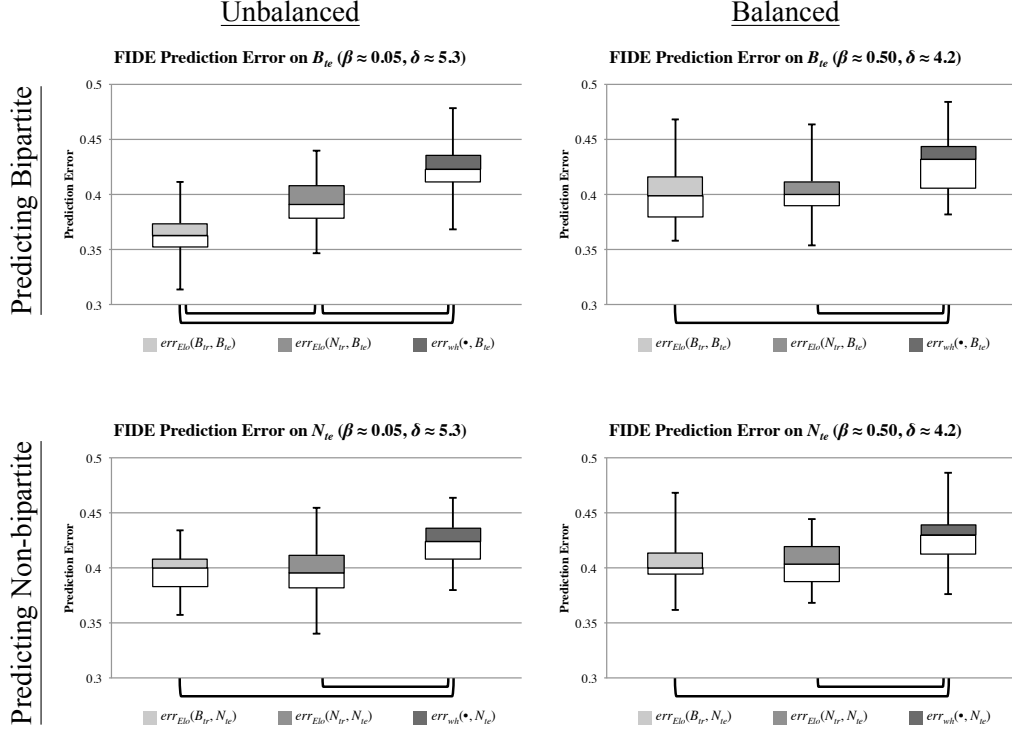 Unbalanced
Balanced
Predicting Bipartite
FIDE Prediction Error on B_te (β ≈ 0.05, δ ≈ 5.3)
Prediction Error
0.5
0.45
0.4
0.35
0.3
err_Elo(B_tr, B_te)
err_Elo(N_tr, B_te)
err_wh(•, B_te)
FIDE Prediction Error on B_te (β ≈ 0.50, δ ≈ 4.2)
Prediction Error
0.5
0.45
0.4
0.35
0.3
err_Elo(B_tr, B_te)
err_Elo(N_tr, B_te)
err_wh(•, B_te)
Predicting Non-bipartite
FIDE Prediction Error on N_te (β ≈ 0.05, δ ≈ 5.3)
Prediction Error
0.5
0.45
0.4
0.35
0.3
err_Elo(B_tr, N_te)
err_Elo(N_tr, N_te)
err_wh(•, N_te)
FIDE Prediction Error on N_te (β ≈ 0.50, δ ≈ 4.2)
Prediction Error
0.5
0.45
0.4
0.35
0.3
err_Elo(B_tr, N_te)
err_Elo(N_tr, N_te)
err_wh(•, N_te)